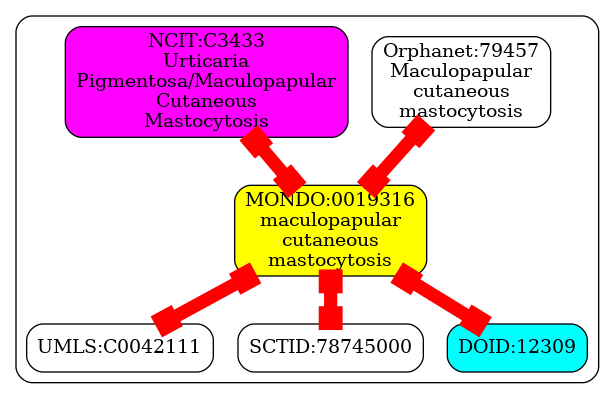 NCIT:C3433
Urticaria
Pigmentosa/Maculopapular
Cutaneous
Mastocytosis
Orphanet:79457
Maculopapular
cutaneous
mastocytosis
MONDO:0019316
maculopapular
cutaneous
mastocytosis
UMLS:C0042111
SCTID:78745000
DOID:12309